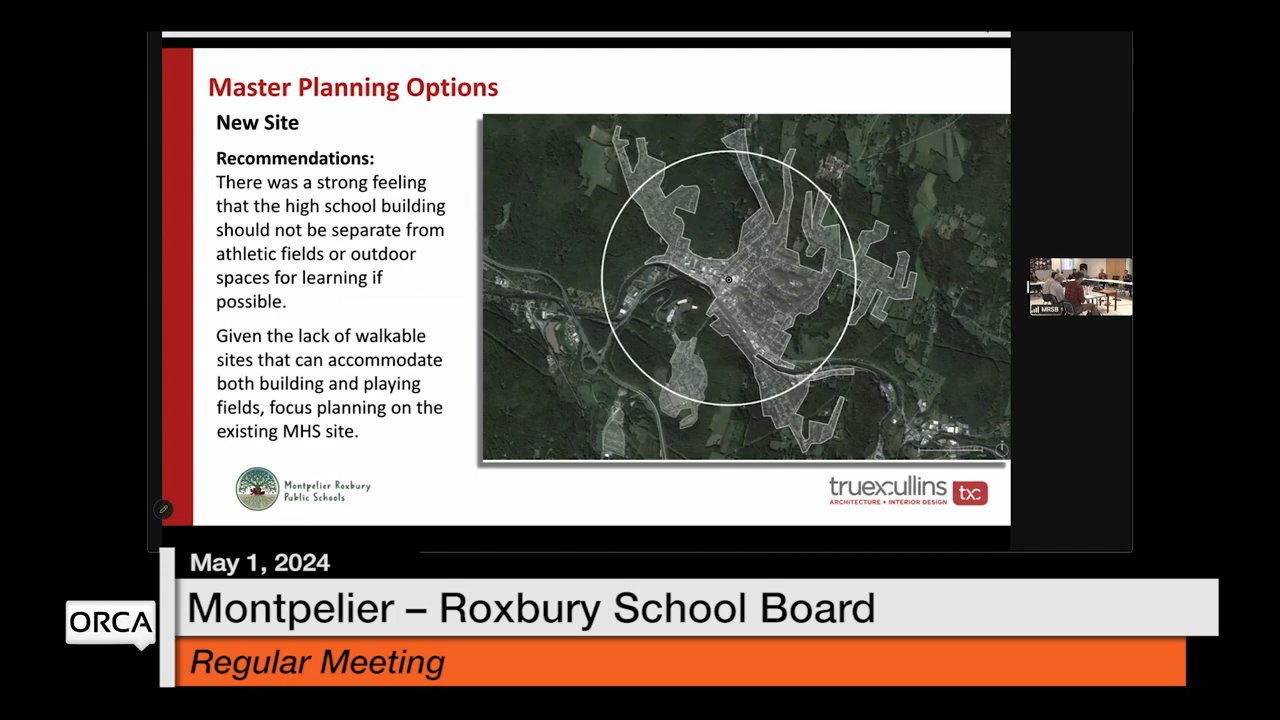 Master Planning Options
New Site
Recommendations:
There was a strong feeling
that the high school building
should not be separate from
athletic fields or outdoor
spaces for learning if
possible.
Given the lack of walkable
sites that can accommodate
both building and playing
fields, focus planning on the
existing MHS site.
Montpelier Roxbury
Public Schools
truexcullins
ARCHITECTURE + INTERIOR DESIGN
txc
MRSB
May 1, 2024
Montpelier – Roxbury School Board
ORCA
Regular Meeting